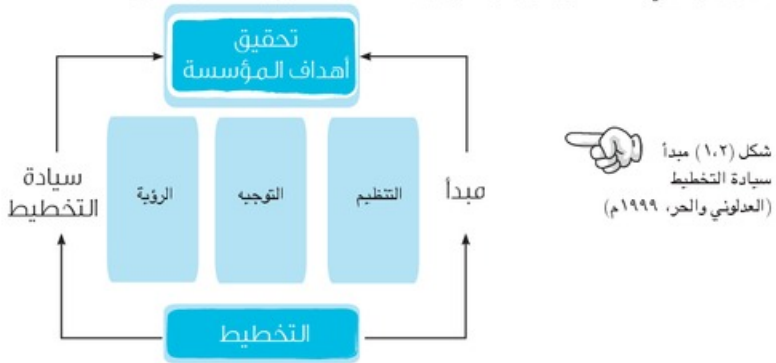 تحقيق
أهداف المؤسسة
مبدأ
التنظيم
التوجيه
الرؤية
سيادة
التخطيط
التخطيط
شكل (١،٢) مبدأ
سيادة التخطيط
(العدلوني والحر، ١٩٩٩م)